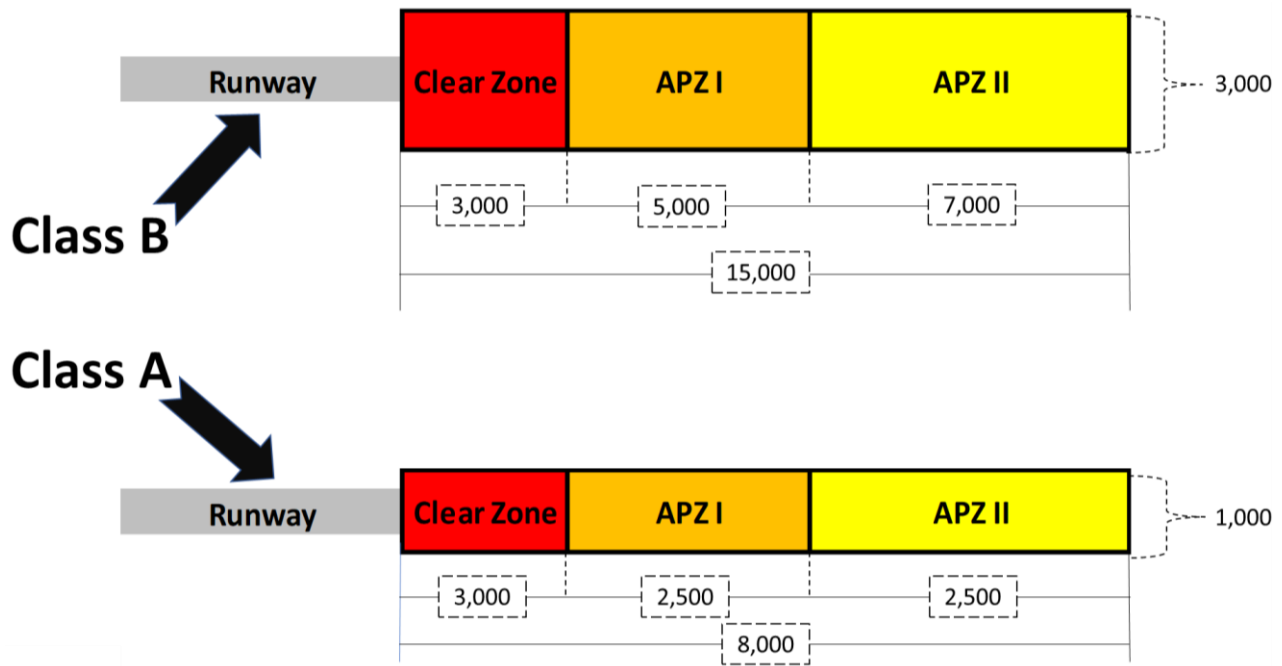 Runway
Clear Zone
APZ I
APZ II
3,000
Class B
3,000
5,000
7,000
15,000
Class A
Runway
Clear Zone
APZ I
APZ II
1,000
3,000
2,500
2,500
8,000